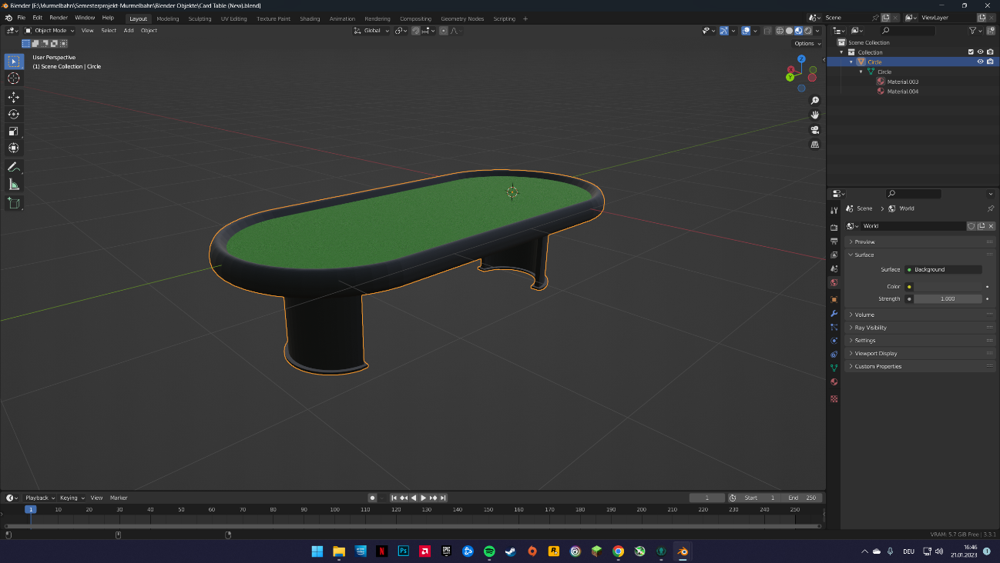 Blender [E:\Murmelbahn\Semesterprojekt-Murmelbahn\Blender Objekte\Card Table (New).blend]
File Edit Render Window Help
Layout Modeling Sculpting UV Editing Texture Paint Shading Animation Rendering Compositing Geometry Nodes Scripting +
Scene
ViewLayer
Object Mode View Select Add Object
Global
Options
User Perspective
(1) Scene Collection | Circle
Z
X
Y
Scene Collection
Collection
Circle
Circle
Material.003
Material.004
Scene > World
World
Preview
Surface
Surface Background
Color
Strength 1.000
Volume
Ray Visibility
Settings
Viewport Display
Custom Properties
Playback Keying View Marker
1 Start 1 End 250
1 10 20 30 40 50 60 70 80 90 100 110 120 130 140 150 160 170 180 190 200 210 220 230 240 250
VRAM: 5.7 GiB Free | 3.3.1
N Ps EPIC GAMES R
DEU
16:46
21.01.2023
1